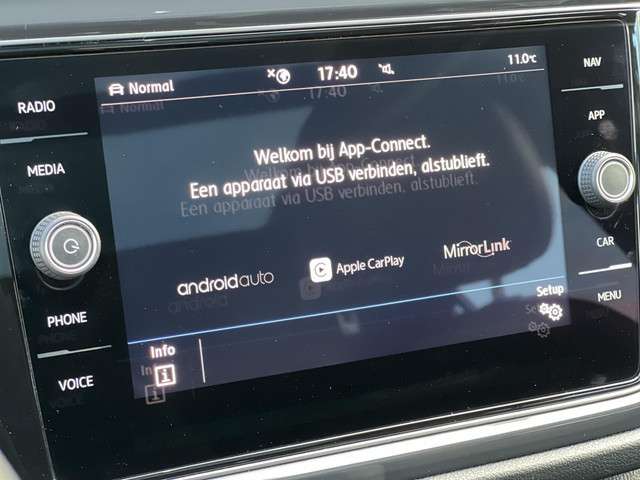 RADIO
MEDIA
PHONE
VOICE
Normal
17:40
11.0°C
Welkom bij App-Connect.
Een apparaat via USB verbinden, alstublieft.
androidauto
Apple CarPlay
MirrorLink
Info
Setup
NAV
APP
CAR
MENU